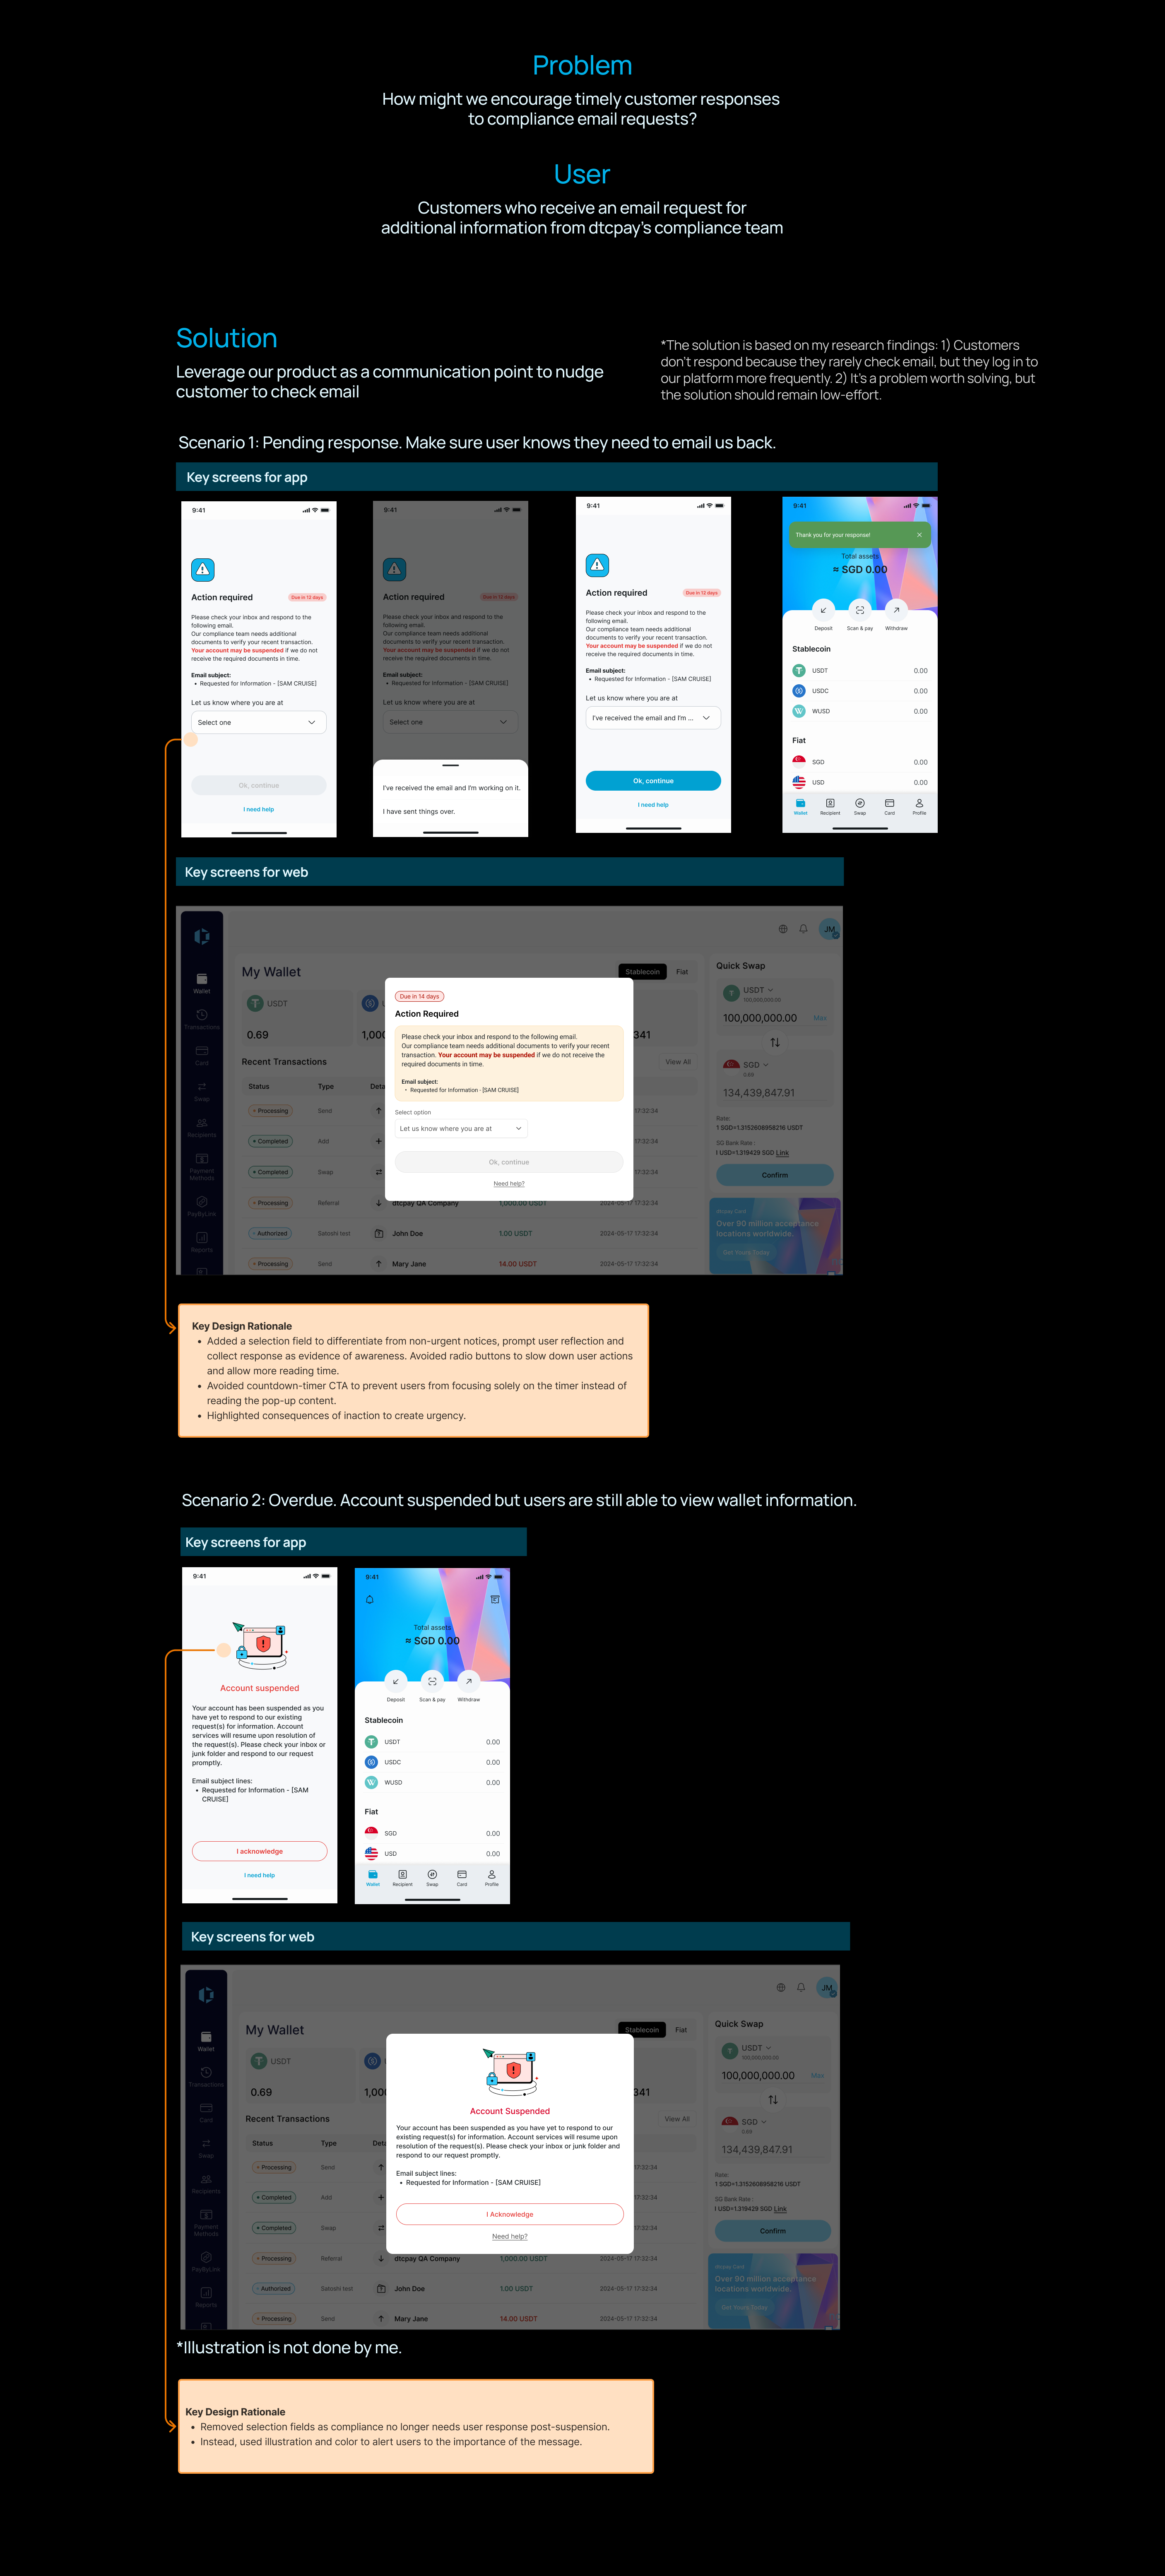 Problem
How might we encourage timely customer responses
to compliance email requests?
User
Customers who receive an email request for
additional information from dtcpay's compliance team
Solution
Leverage our product as a communication point to nudge
customer to check email
*The solution is based on my research findings: 1) Customers
don't respond because they rarely check email, but they log in to
our platform more frequently. 2) It's a problem worth solving, but
the solution should remain low-effort.
Scenario 1: Pending response. Make sure user knows they need to email us back.
Key screens for app
9:41
Action required
Due in 12 days
Please check your inbox and respond to the
following email.
Our compliance team needs additional
documents to verify your recent transaction.
Your account may be suspended if we do not
receive the required documents in time.
Email subject:
• Requested for Information - [SAM CRUISE]
Let us know where you are at
Select one
Ok, continue
I need help
9:41
Action required
Due in 12 days
Please check your inbox and respond to the
following email.
Our compliance team needs additional
documents to verify your recent transaction.
Your account may be suspended if we do not
receive the required documents in time.
Email subject:
• Requested for Information - [SAM CRUISE]
Let us know where you are at
Select one
I've received the email and I'm working on it.
I have sent things over.
9:41
Action required
Due in 12 days
Please check your inbox and respond to the
following email.
Our compliance team needs additional
documents to verify your recent transaction.
Your account may be suspended if we do not
receive the required documents in time.
Email subject:
• Requested for Information - [SAM CRUISE]
Let us know where you are at
I've received the email and I'm ...
Ok, continue
I need help
9:41
Thank you for your response!
Total assets
≈ SGD 0.00
Deposit
Scan & pay
Withdraw
Stablecoin
USDT 0.00
USDC 0.00
WUSD 0.00
Fiat
SGD 0.00
USD 0.00
Wallet
Recipient
Swap
Card
Profile
Key screens for web
JM
Wallet
Transactions
Card
Swap
Recipients
Payment
Methods
PayByLink
Reports
My Wallet
Stablecoin
Fiat
USDT
0.69
1,000
341
Recent Transactions
View All
Status Type Deta
Processing Send 17:32:34
Completed Add 17:32:34
Completed Swap 17:32:34
Processing Referral dtcpay QA Company 1,000.00 USDT 2024-05-17 17:32:34
Authorized Satoshi test John Doe 1.00 USDT 2024-05-17 17:32:34
Processing Send Mary Jane 14.00 USDT 2024-05-17 17:32:34
Due in 14 days
Action Required
Please check your inbox and respond to the following email.
Our compliance team needs additional documents to verify your recent
transaction. Your account may be suspended if we do not receive the
required documents in time.
Email subject:
• Requested for Information - [SAM CRUISE]
Select option
Let us know where you are at
Ok, continue
Need help?
Quick Swap
USDT
100,000,000.00
100,000,000.00
Max
SGD
0.69
134,439,847.91
Rate:
1 SGD=1.3152608958216 USDT
SG Bank Rate :
1 USD=1.319429 SGD Link
Confirm
dtcpay Card
Over 90 million acceptance
locations worldwide.
Get Yours Today
Key Design Rationale
• Added a selection field to differentiate from non-urgent notices, prompt user reflection and
collect response as evidence of awareness. Avoided radio buttons to slow down user actions
and allow more reading time.
• Avoided countdown-timer CTA to prevent users from focusing solely on the timer instead of
reading the pop-up content.
• Highlighted consequences of inaction to create urgency.
Scenario 2: Overdue. Account suspended but users are still able to view wallet information.
Key screens for app
9:41
Account suspended
Your account has been suspended as you
have yet to respond to our existing
request(s) for information. Account
services will resume upon resolution of
the request(s). Please check your inbox or
junk folder and respond to our request
promptly.
Email subject lines:
• Requested for Information - [SAM
CRUISE]
I acknowledge
I need help
9:41
Total assets
≈ SGD 0.00
Deposit
Scan & pay
Withdraw
Stablecoin
USDT 0.00
USDC 0.00
WUSD 0.00
Fiat
SGD 0.00
USD 0.00
Wallet
Recipient
Swap
Card
Profile
Key screens for web
JM
Wallet
Transactions
Card
Swap
Recipients
Payment
Methods
PayByLink
Reports
My Wallet
Stablecoin
Fiat
USDT
0.69
1,000
341
Recent Transactions
View All
Status Type Deta
Processing Send 17:32:34
Completed Add 17:32:34
Completed Swap 17:32:34
Processing Referral dtcpay QA Company 1,000.00 USDT 2024-05-17 17:32:34
Authorized Satoshi test John Doe 1.00 USDT 2024-05-17 17:32:34
Processing Send Mary Jane 14.00 USDT 2024-05-17 17:32:34
Account Suspended
Your account has been suspended as you have yet to respond to our
existing request(s) for information. Account services will resume upon
resolution of the request(s). Please check your inbox or junk folder and
respond to our request promptly.
Email subject lines:
• Requested for Information - [SAM CRUISE]
I Acknowledge
Need help?
Quick Swap
USDT
100,000,000.00
100,000,000.00
Max
SGD
0.69
134,439,847.91
Rate:
1 SGD=1.3152608958216 USDT
SG Bank Rate :
1 USD=1.319429 SGD Link
Confirm
dtcpay Card
Over 90 million acceptance
locations worldwide.
Get Yours Today
*Illustration is not done by me.
Key Design Rationale
• Removed selection fields as compliance no longer needs user response post-suspension.
• Instead, used illustration and color to alert users to the importance of the message.